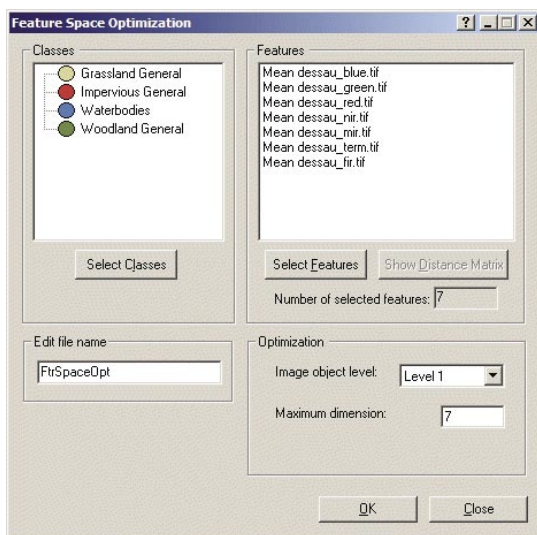 Feature Space Optimization
Classes
Grassland General
Impervious General
Waterbodies
Woodland General
Select Classes
Features
Mean dessau_blue.tif
Mean dessau_green.tif
Mean dessau_red.tif
Mean dessau_nir.tif
Mean dessau_mir.tif
Mean dessau_term.tif
Mean dessau_fir.tif
Select Features
Show Distance Matrix
Number of selected features: 7
Edit file name
FtrSpaceOpt
Optimization
Image object level: Level 1
Maximum dimension: 7
OK
Close